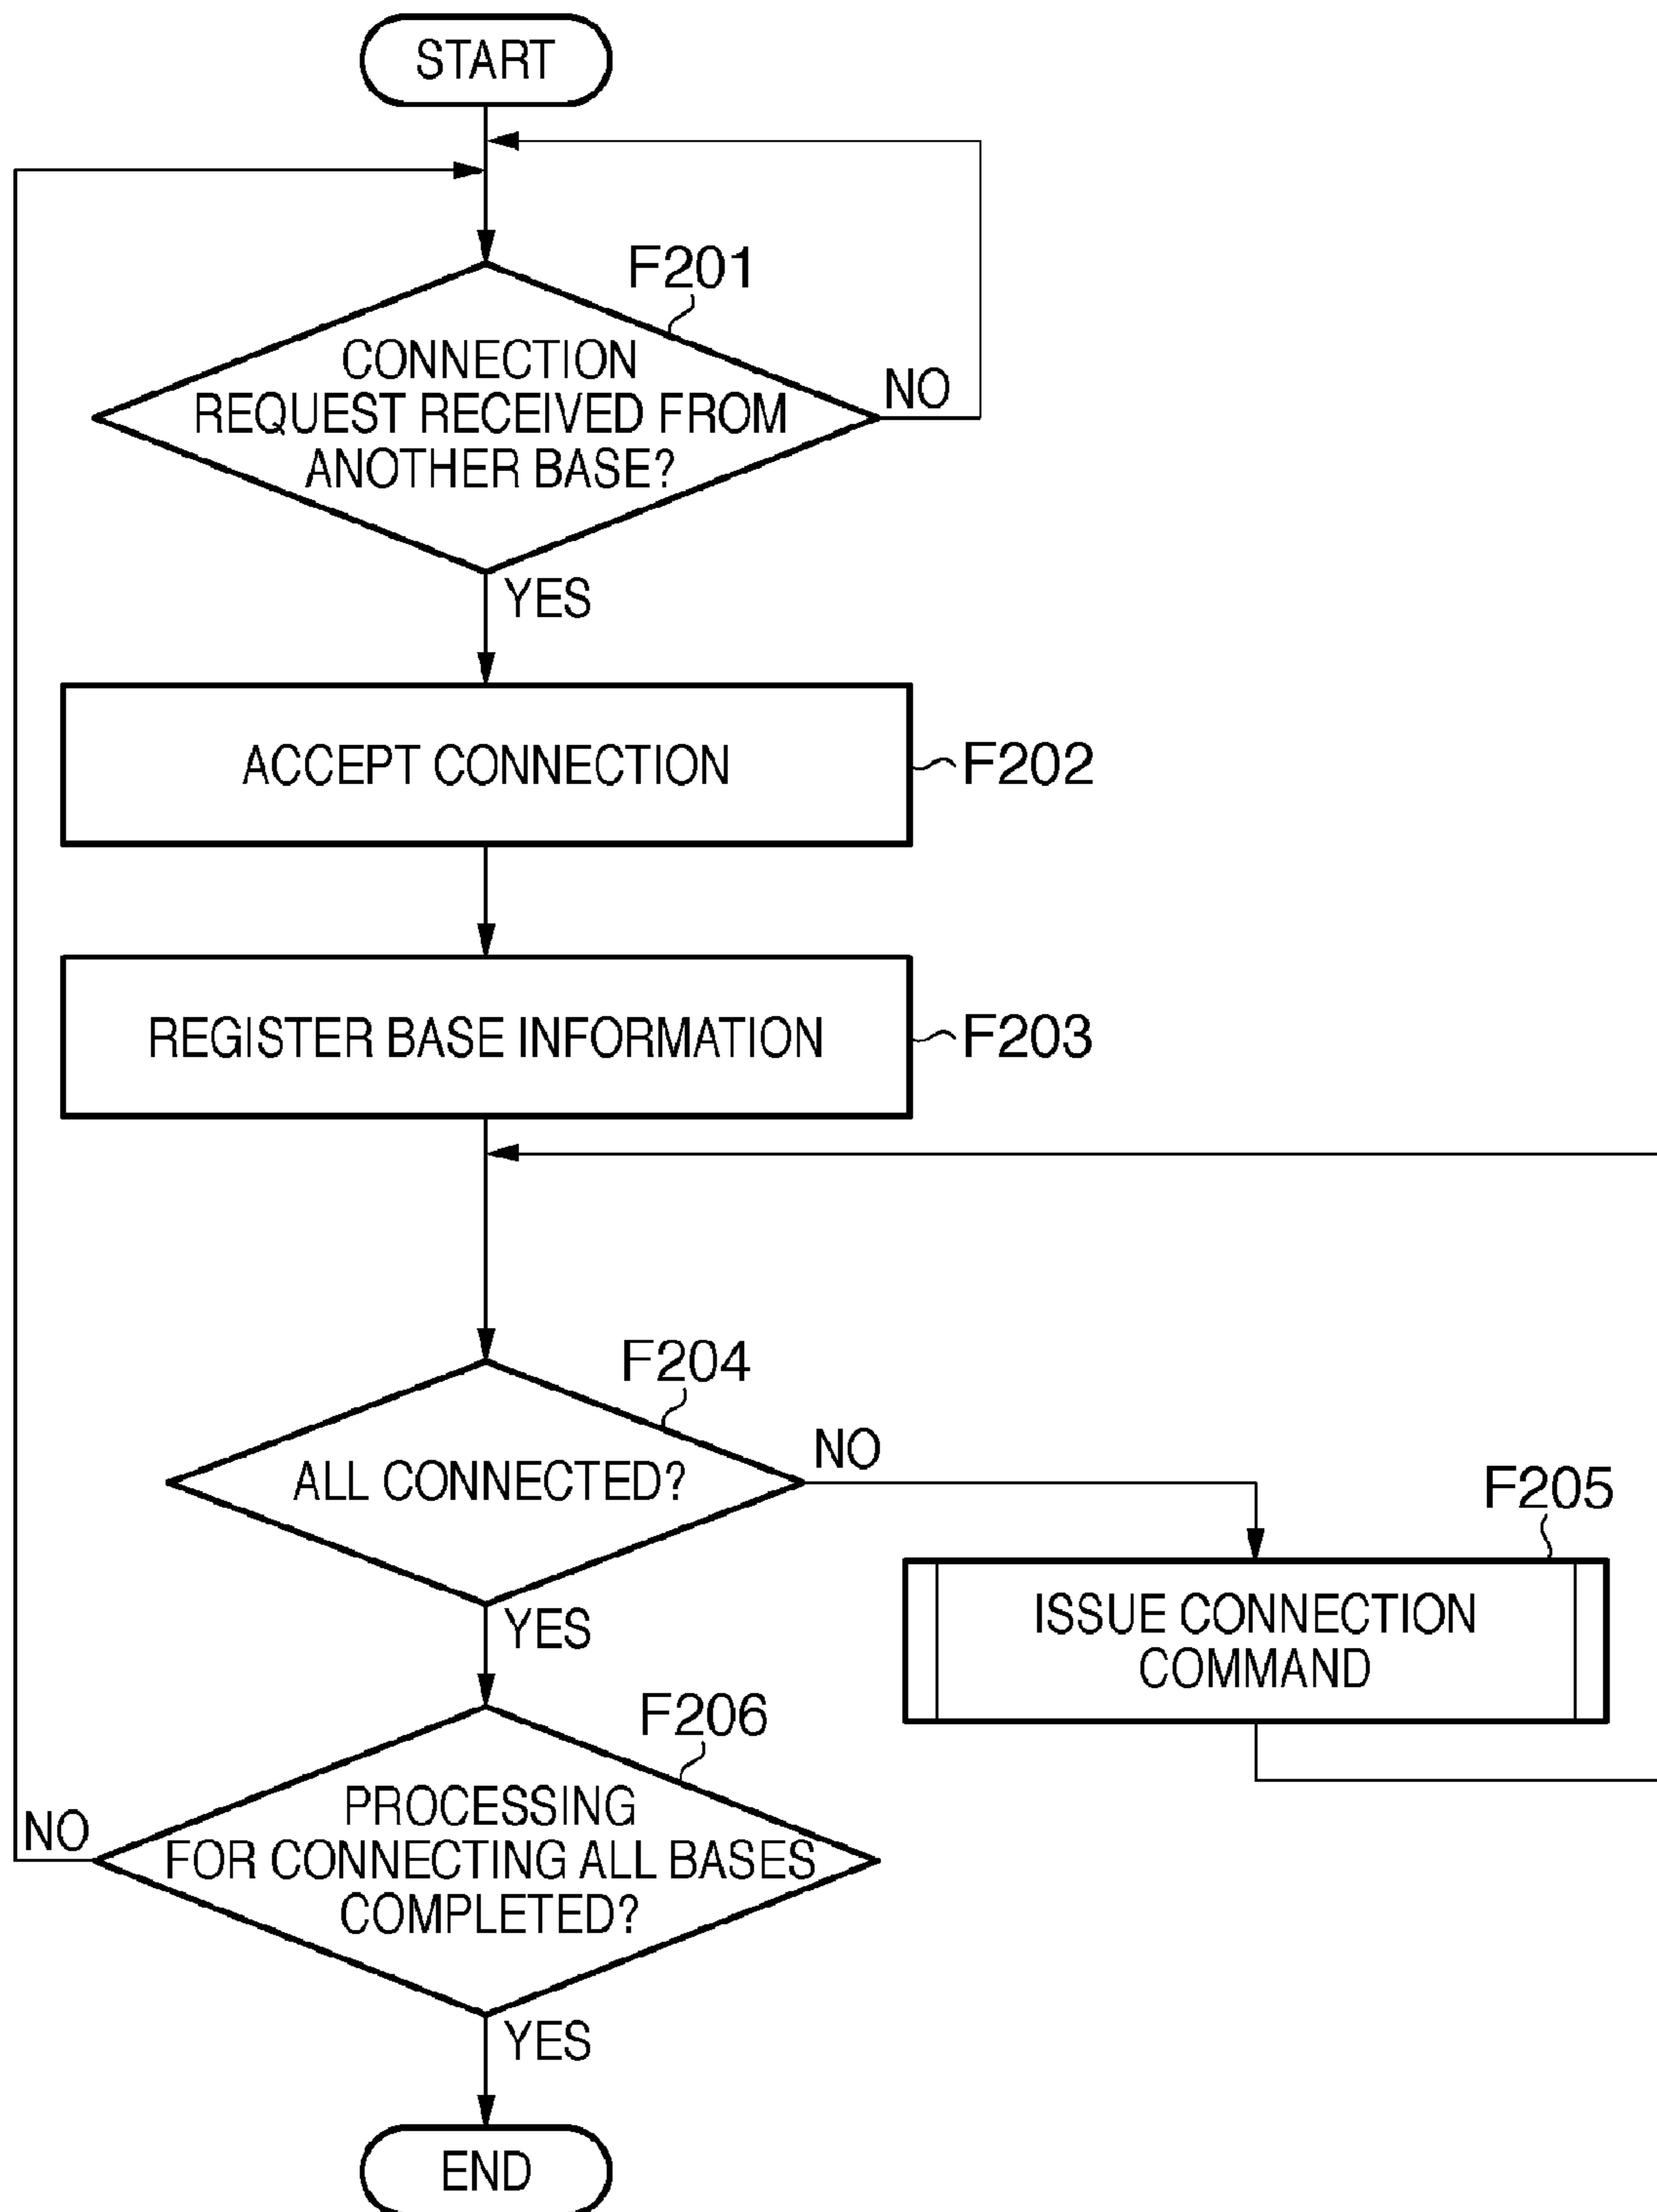 START
F201
CONNECTION
REQUEST RECEIVED FROM
ANOTHER BASE?
NO
YES
ACCEPT CONNECTION
F202
REGISTER BASE INFORMATION
F203
F204
ALL CONNECTED?
NO
F205
ISSUE CONNECTION
COMMAND
YES
F206
PROCESSING
FOR CONNECTING ALL BASES
COMPLETED?
NO
YES
END